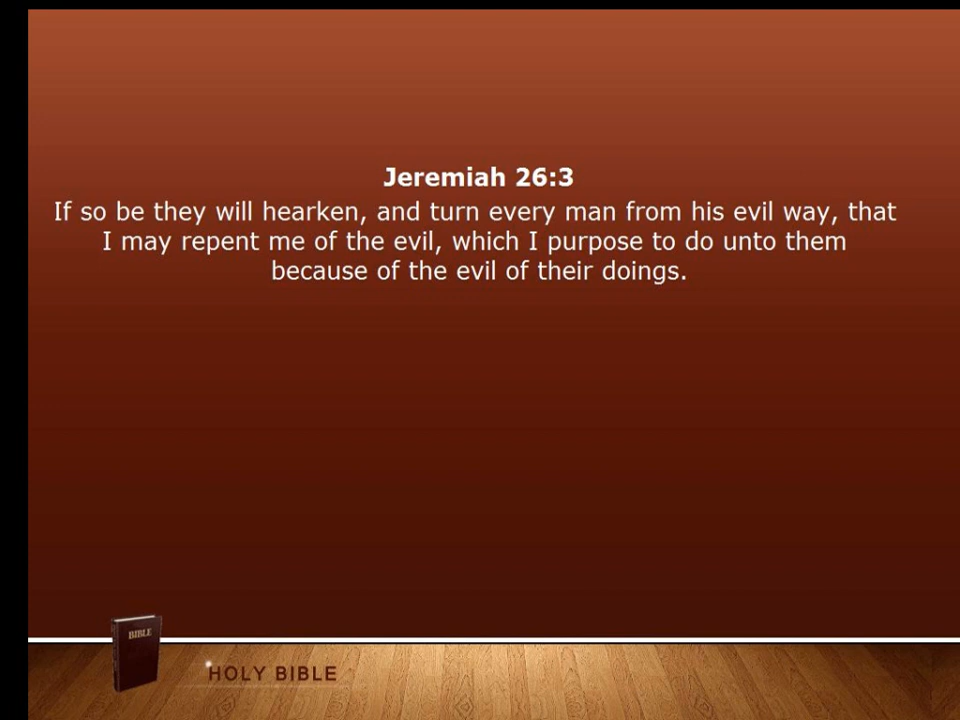 Jeremiah 26:3
If so be they will hearken, and turn every man from his evil way, that
I may repent me of the evil, which I purpose to do unto them
because of the evil of their doings.
BIBLE
HOLY BIBLE